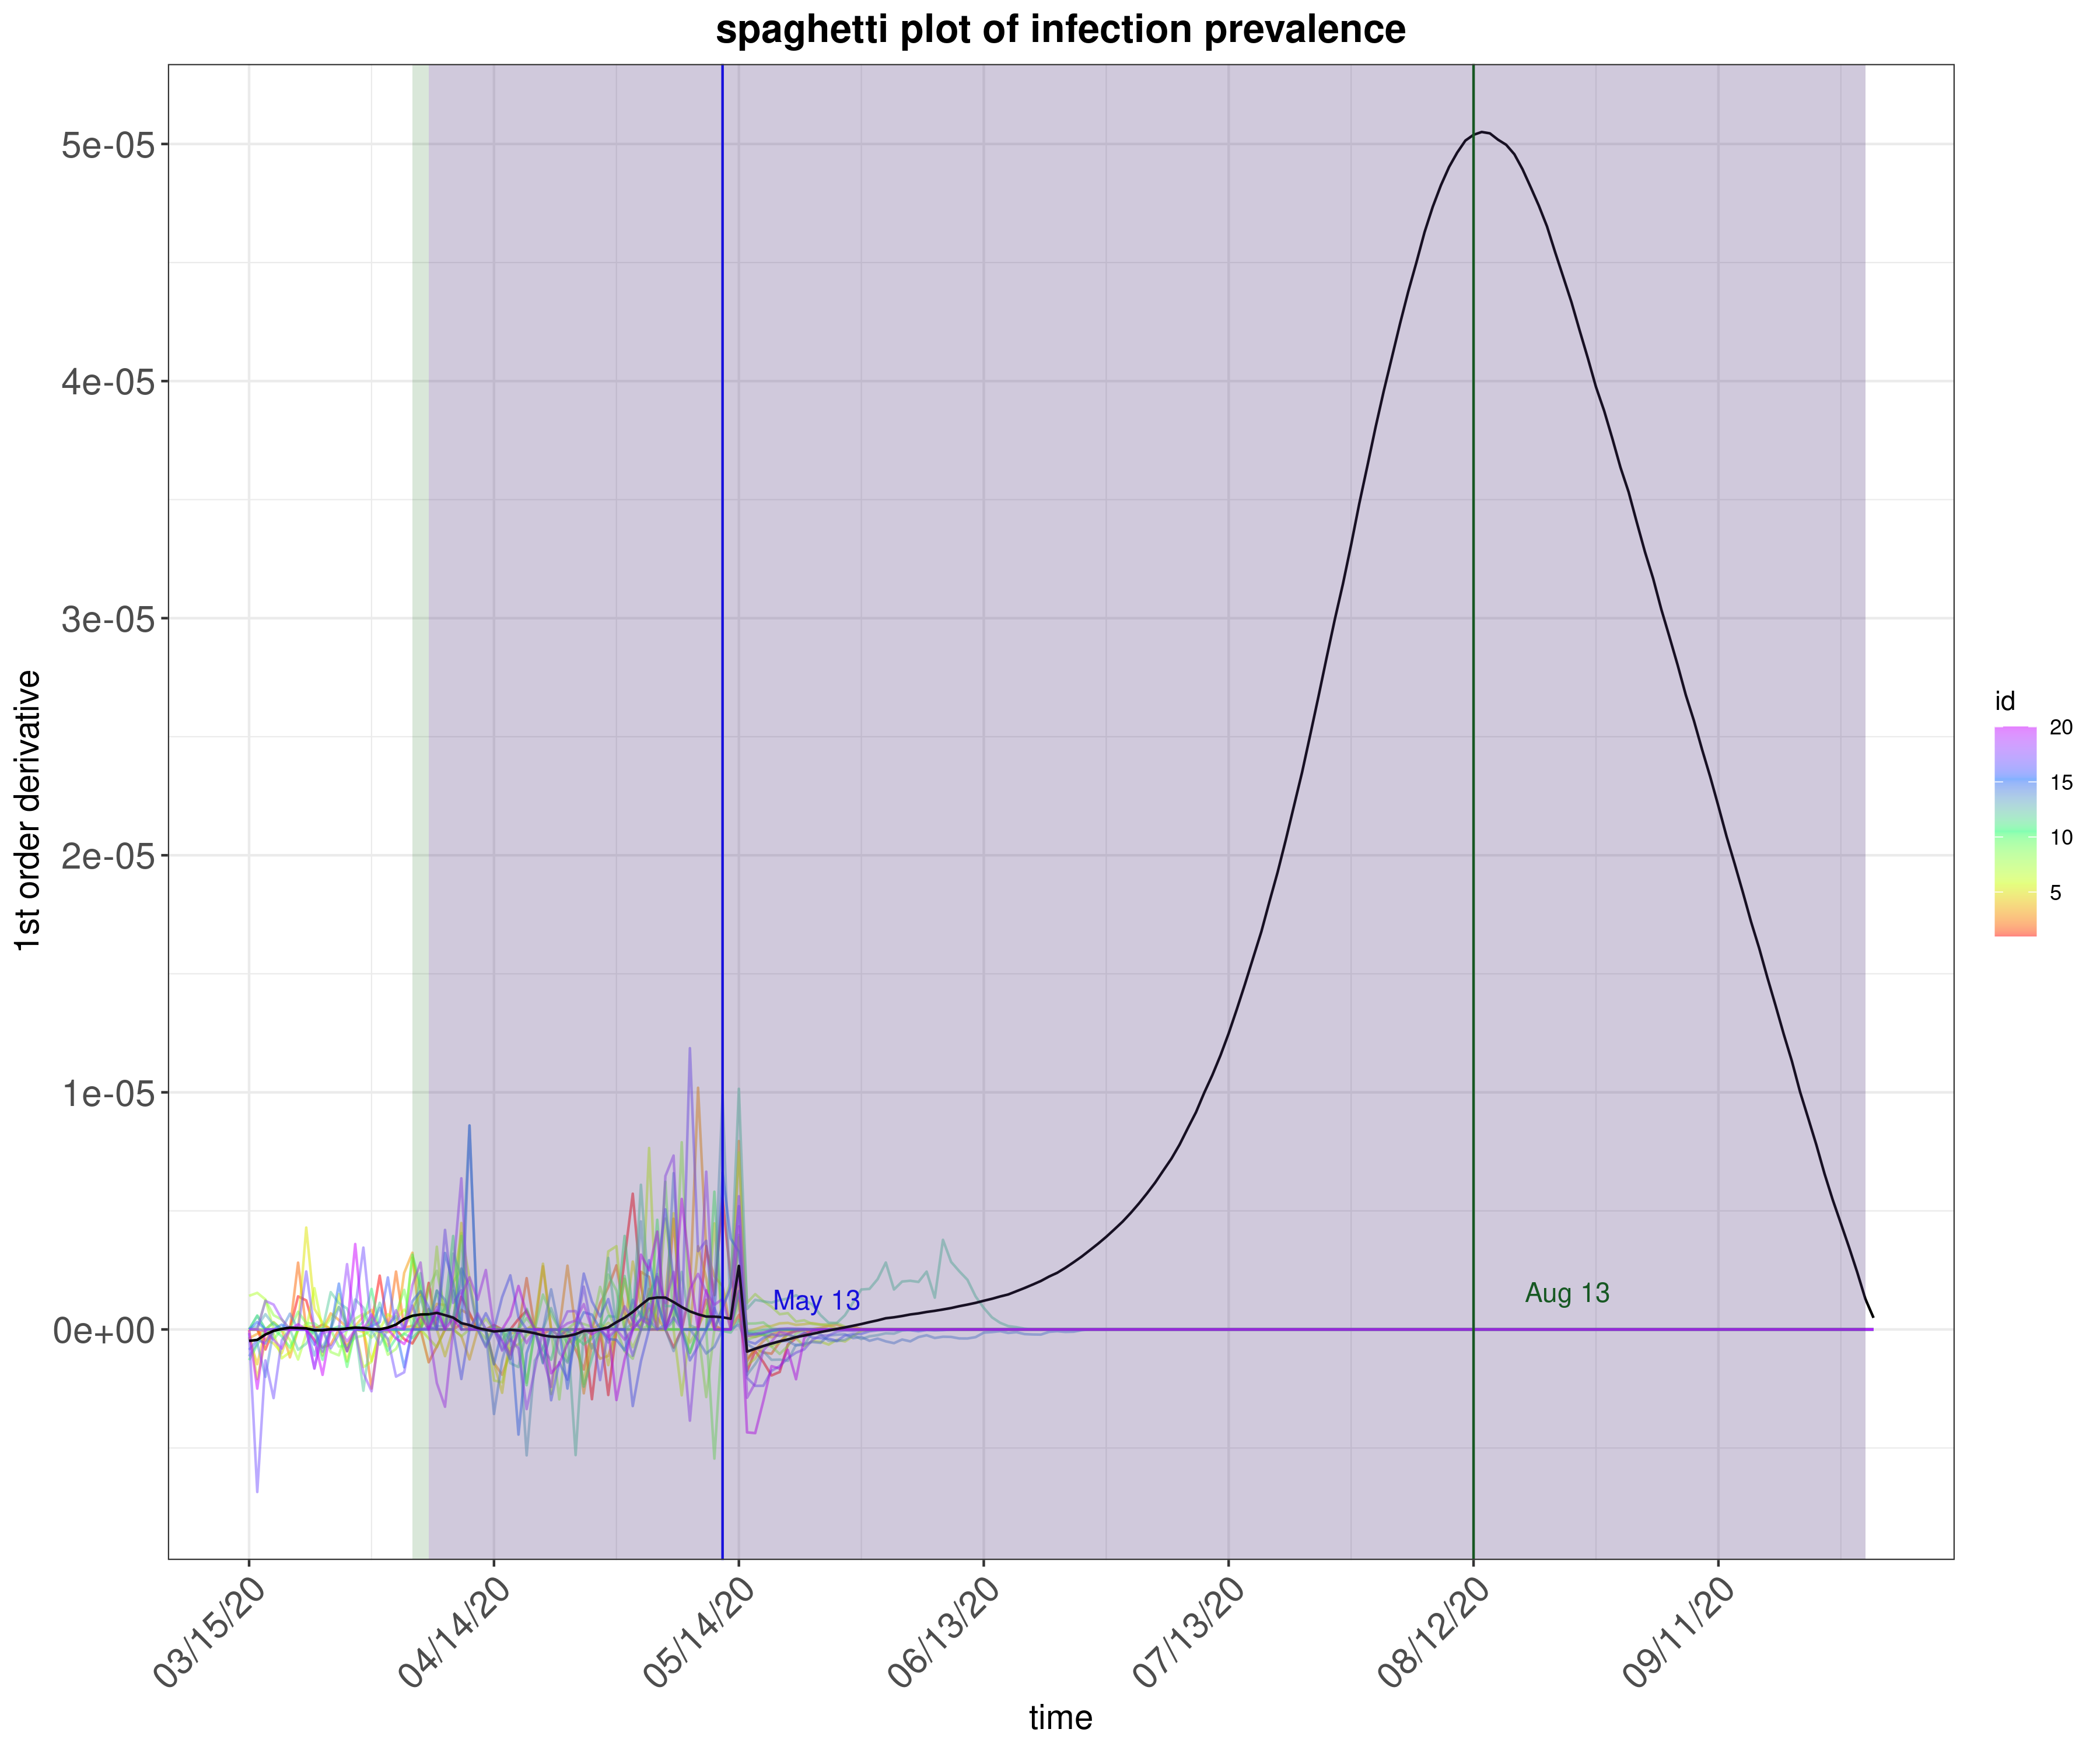 spaghetti plot of infection prevalence
1st order derivative
5e-05
4e-05
3e-05
2e-05
1e-05
0e+00
May 13
Aug 13
03/15/20
04/14/20
05/14/20
06/13/20
07/13/20
08/12/20
09/11/20
time
id
20
15
10
5